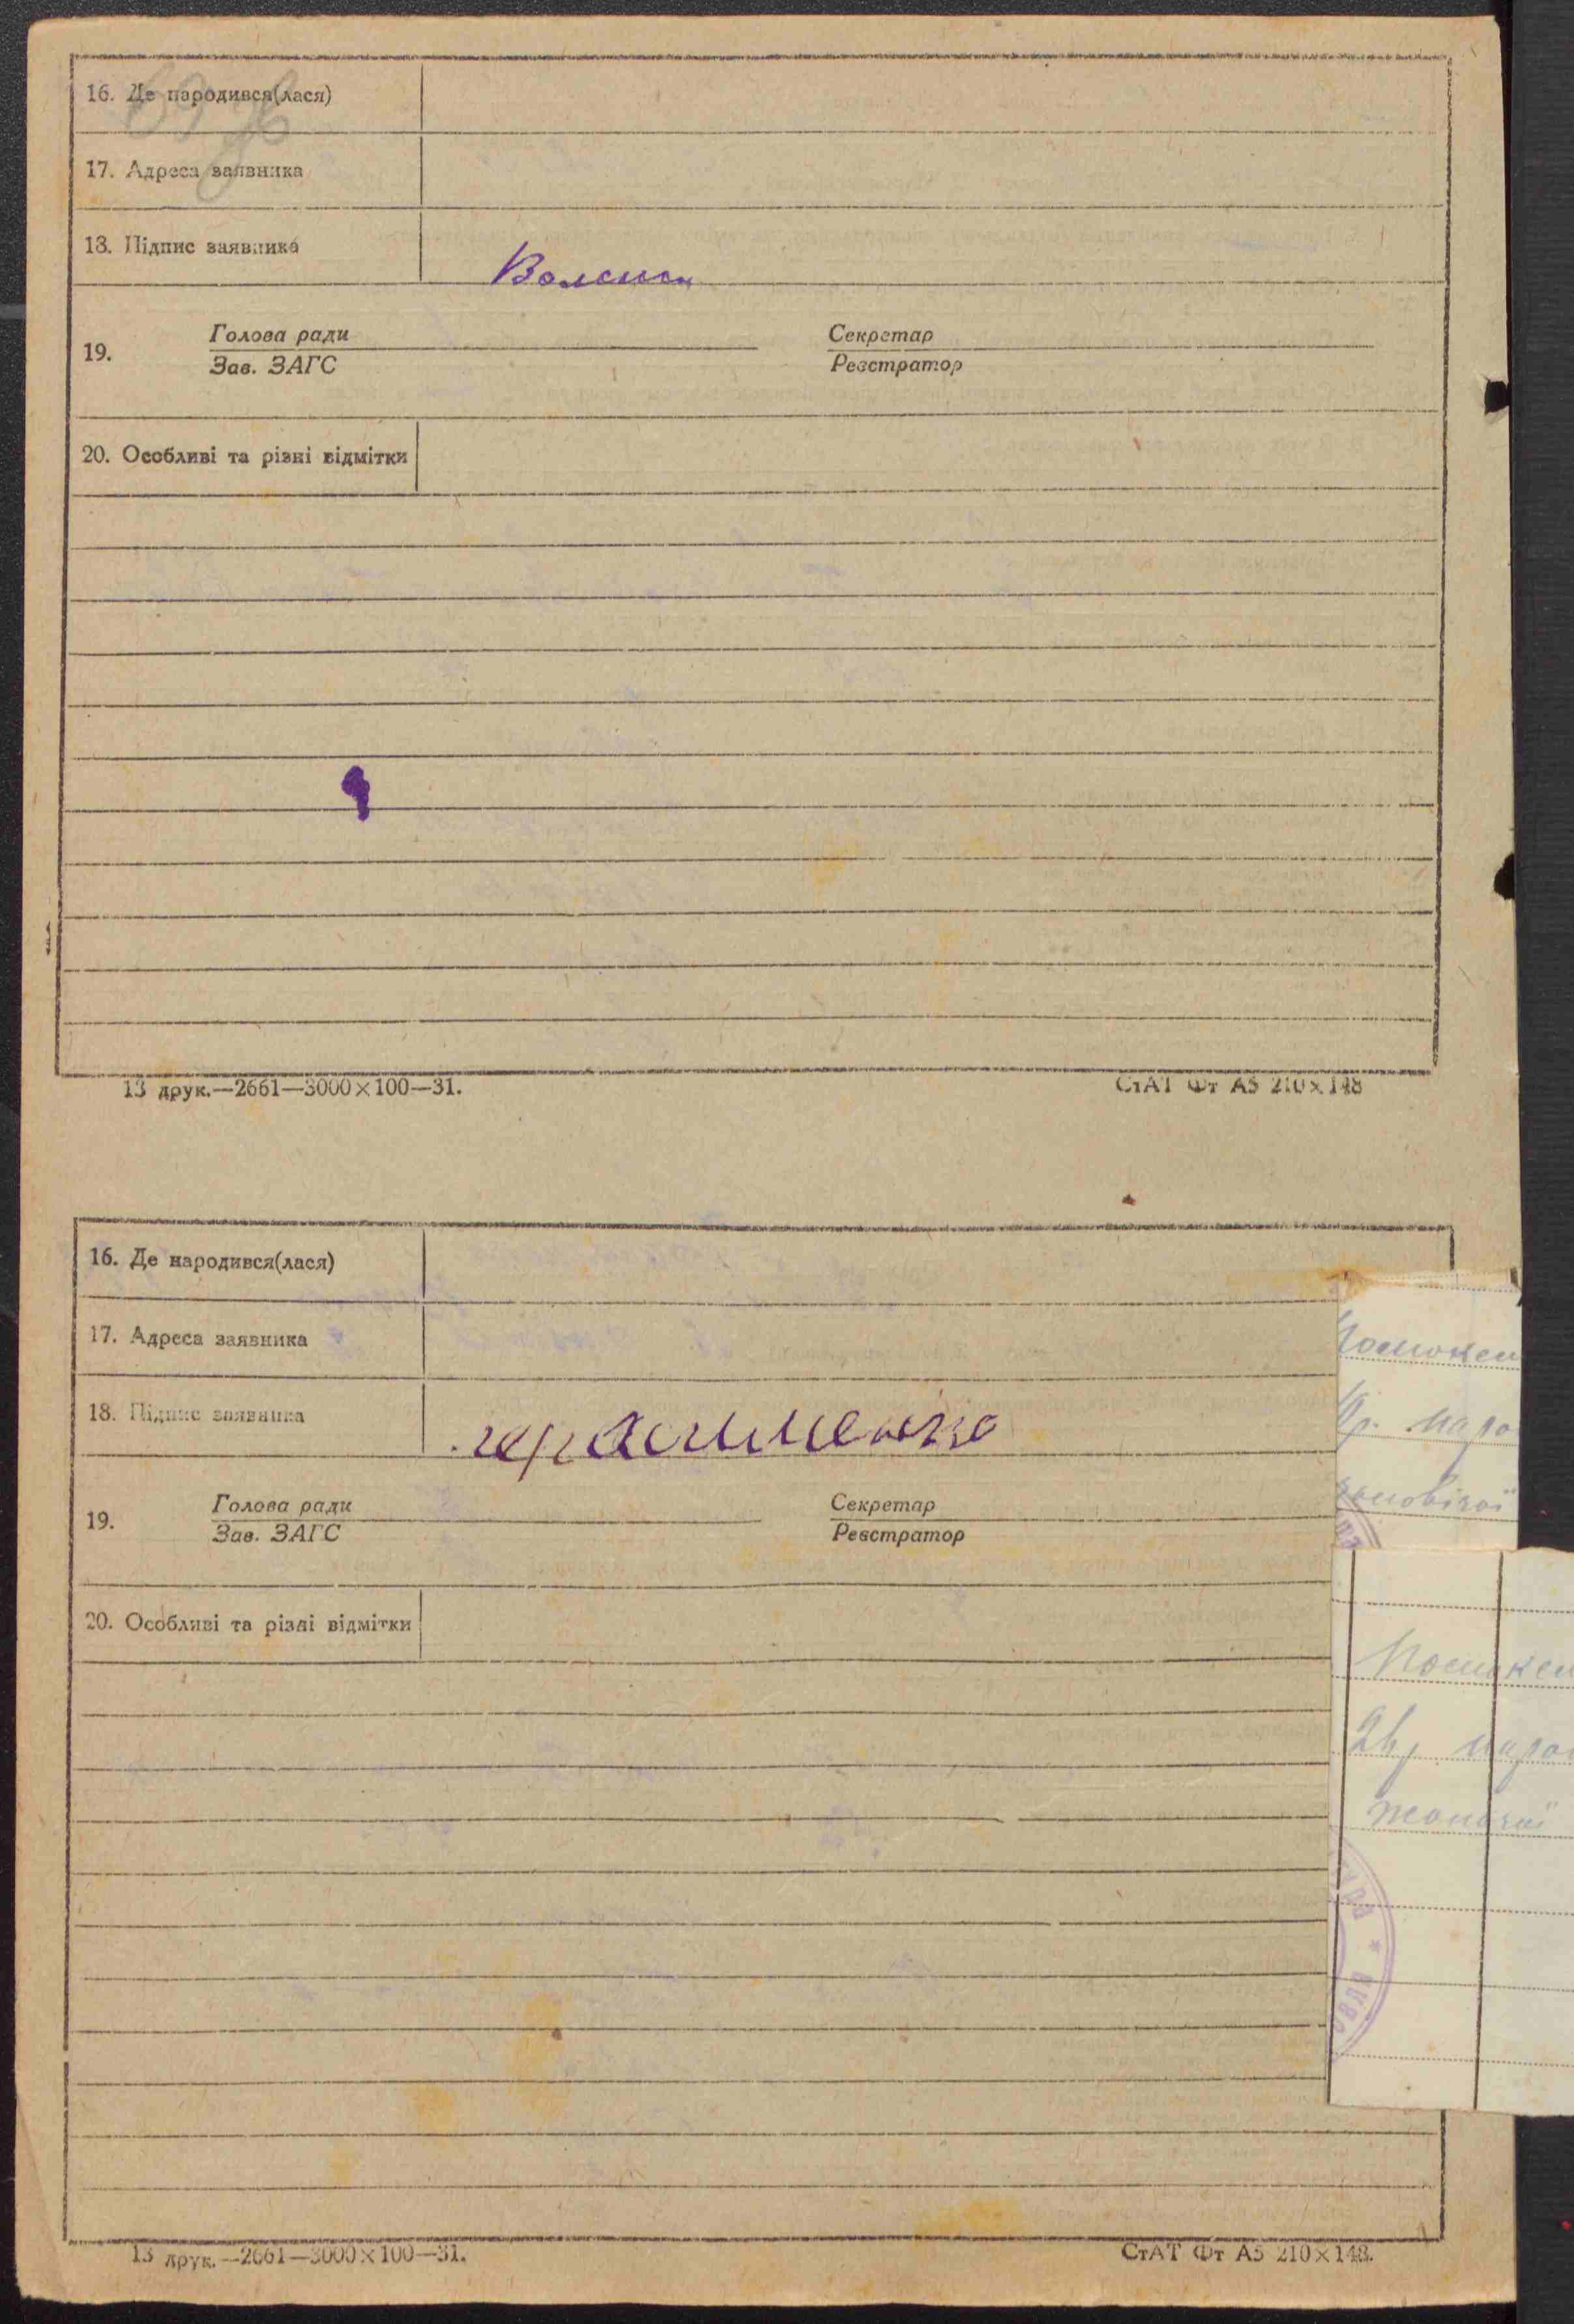 16. Де народився(лася)
17. Адреса заявника
18. Підпис заявника
19.
Голова ради
Зав. ЗАГС
Секретар
Реєстратор
20. Особливі та різні відмітки
13 друк.—2661—3000×100—31.
СтАТ Фт А5 210×148
16. Де народився(лася)
17. Адреса заявника
18. Підпис заявника
19.
Голова ради
Зав. ЗАГС
Секретар
Реєстратор
20. Особливі та різні відмітки
13 друк.—2661—3000×100—31.
СтАТ Фт А5 210×148.